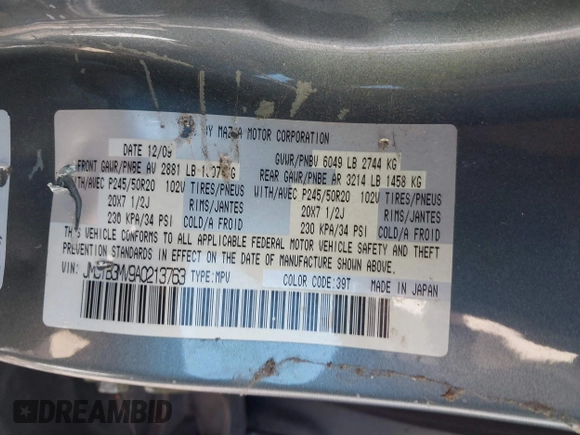 BY MAZDA MOTOR CORPORATION
DATE 12/09
GVWR/PNBV 6049 LB 2744 KG
FRONT GAWR/PNBE AV 2881 LB
REAR GAWR/PNBE AR 3214 LB 1458 KG
WITH/AVEC P245/50R20 102V TIRES/PNEUS
20X7 1/2J RIMS/JANTES
230 KPA/34 PSI COLD/A FROID
WITH/AVEC P245/50R20 102V TIRES/PNEUS
20X7 1/2J RIMS/JANTES
230 KPA/34 PSI COLD/A FROID
THIS VEHICLE CONFORMS TO ALL APPLICABLE FEDERAL MOTOR VEHICLE SAFETY AND THEFT
PREVENTION STANDARDS IN EFFECT ON THE DATE OF MANUFACTURE SHOWN ABOVE.
VIN: JM3TB3MV9A0213763 TYPE:MPV COLOR CODE:39T MADE IN JAPAN
DREAMBID